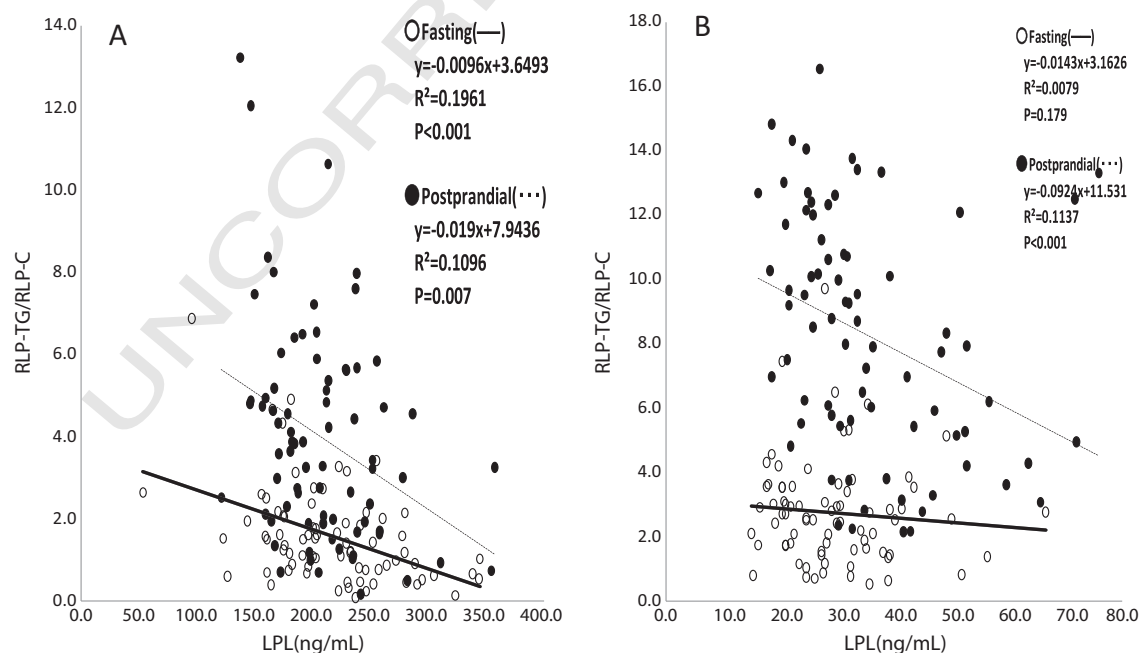 A
14.0
12.0
10.0
8.0
6.0
4.0
2.0
0.0
RLP-TG/RLP-C
0.0
50.0
100.0
150.0
200.0
250.0
300.0
350.0
400.0
LPL(ng/mL)
Fasting(—)
y=-0.0096x+3.6493
R²=0.1961
P<0.001
Postprandial(···)
y=-0.019x+7.9436
R²=0.1096
P=0.007
B
18.0
16.0
14.0
12.0
10.0
8.0
6.0
4.0
2.0
0.0
RLP-TG/RLP-C
0.0
10.0
20.0
30.0
40.0
50.0
60.0
70.0
80.0
LPL(ng/mL)
Fasting(—)
y=-0.0143x+3.1626
R²=0.0079
P=0.179
Postprandial(···)
y=-0.0924x+11.531
R²=0.1137
P<0.001